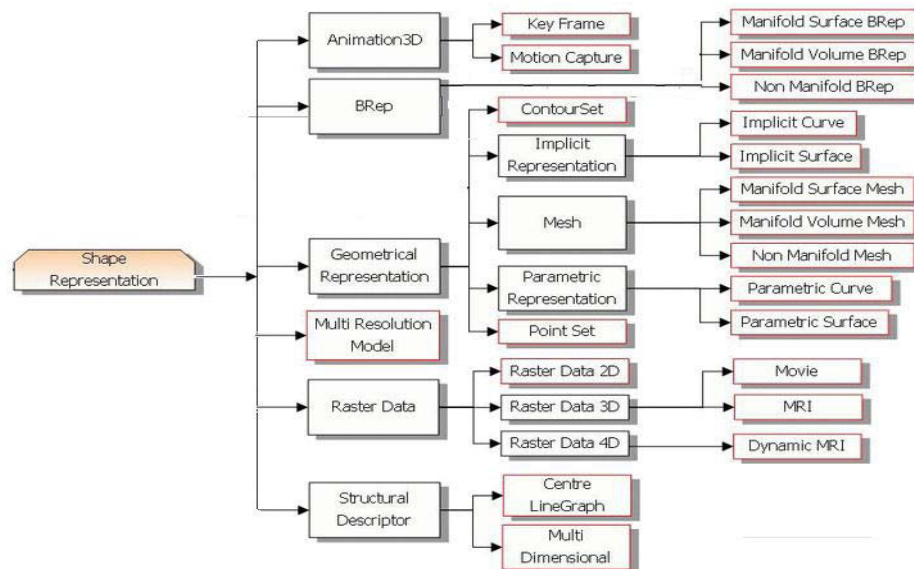 Shape
Representation
Animation3D
Key Frame
Motion Capture
BRep
Manifold Surface BRep
Manifold Volume BRep
Non Manifold BRep
Geometrical
Representation
ContourSet
Implicit
Representation
Implicit Curve
Implicit Surface
Mesh
Manifold Surface Mesh
Manifold Volume Mesh
Non Manifold Mesh
Parametric
Representation
Parametric Curve
Parametric Surface
Point Set
Multi Resolution
Model
Raster Data
Raster Data 2D
Raster Data 3D
Movie
MRI
Raster Data 4D
Dynamic MRI
Structural
Descriptor
Centre
LineGraph
Multi
Dimensional